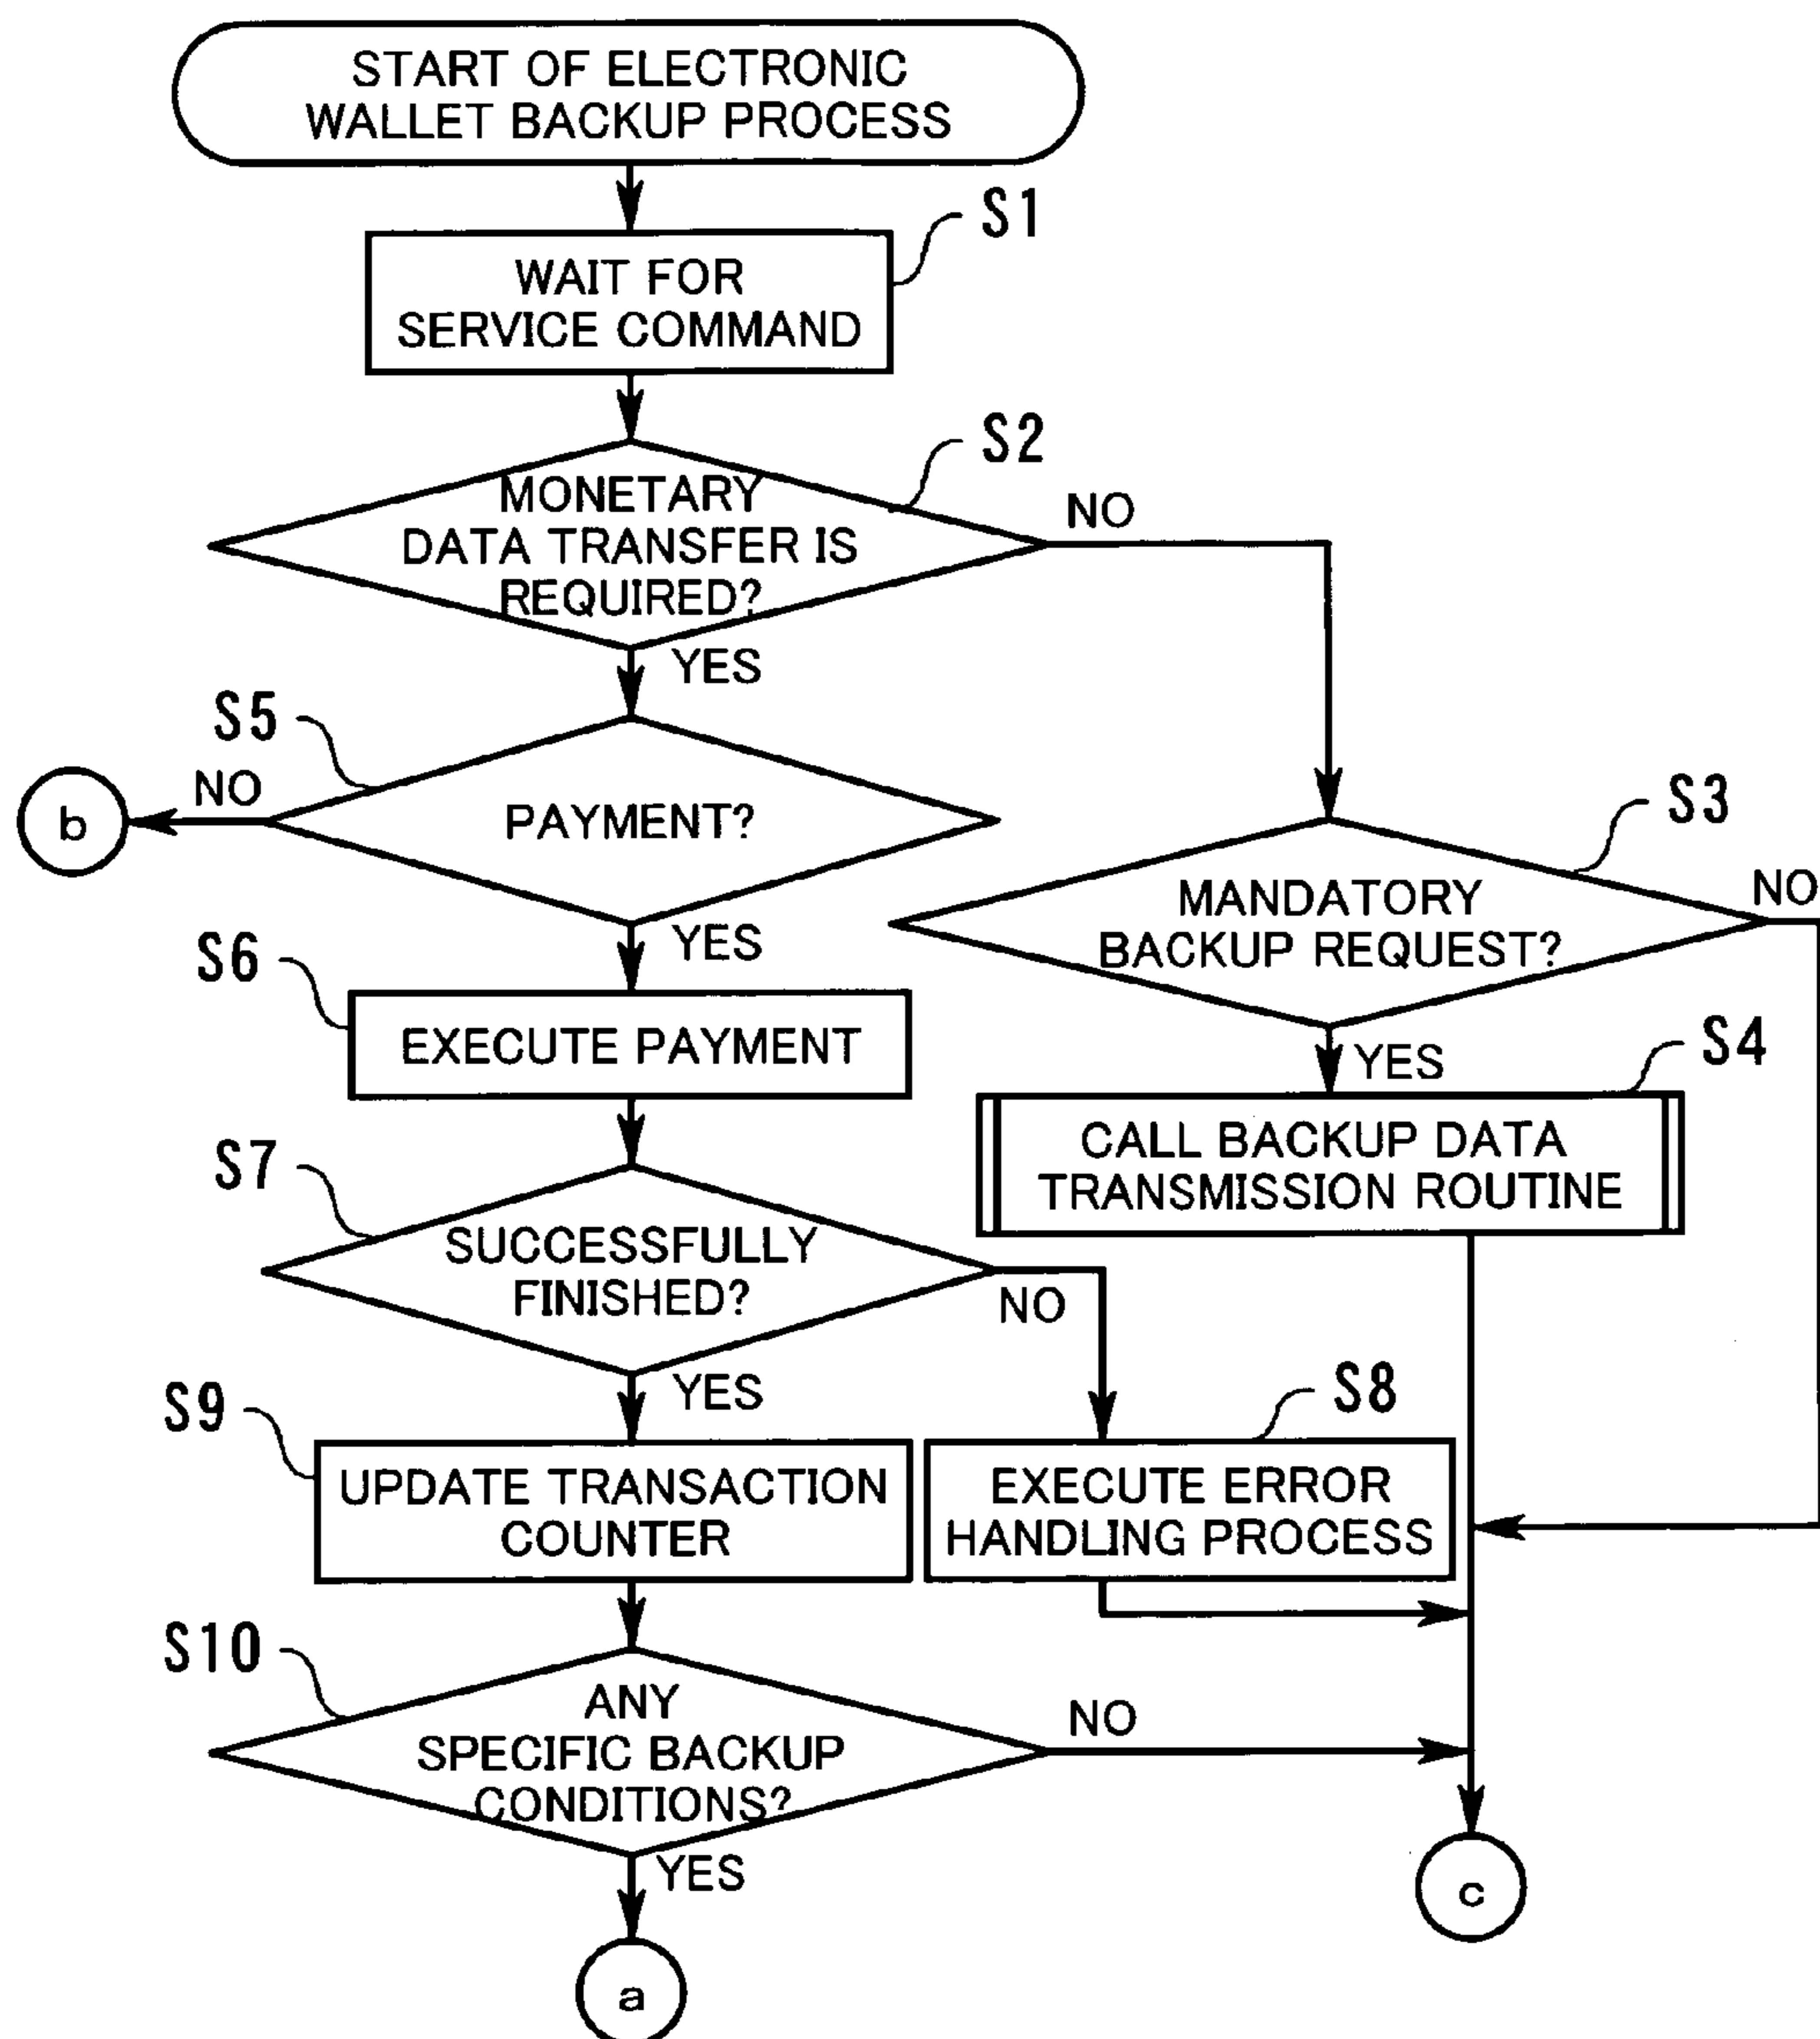 START OF ELECTRONIC
WALLET BACKUP PROCESS
S1
WAIT FOR
SERVICE COMMAND
S2
MONETARY
DATA TRANSFER IS
REQUIRED?
NO
YES
S5
NO
b
PAYMENT?
YES
S3
MANDATORY
BACKUP REQUEST?
NO
YES
S6
EXECUTE PAYMENT
S4
CALL BACKUP DATA
TRANSMISSION ROUTINE
S7
SUCCESSFULLY
FINISHED?
NO
YES
S9
UPDATE TRANSACTION
COUNTER
S8
EXECUTE ERROR
HANDLING PROCESS
S10
ANY
SPECIFIC BACKUP
CONDITIONS?
NO
YES
c
a